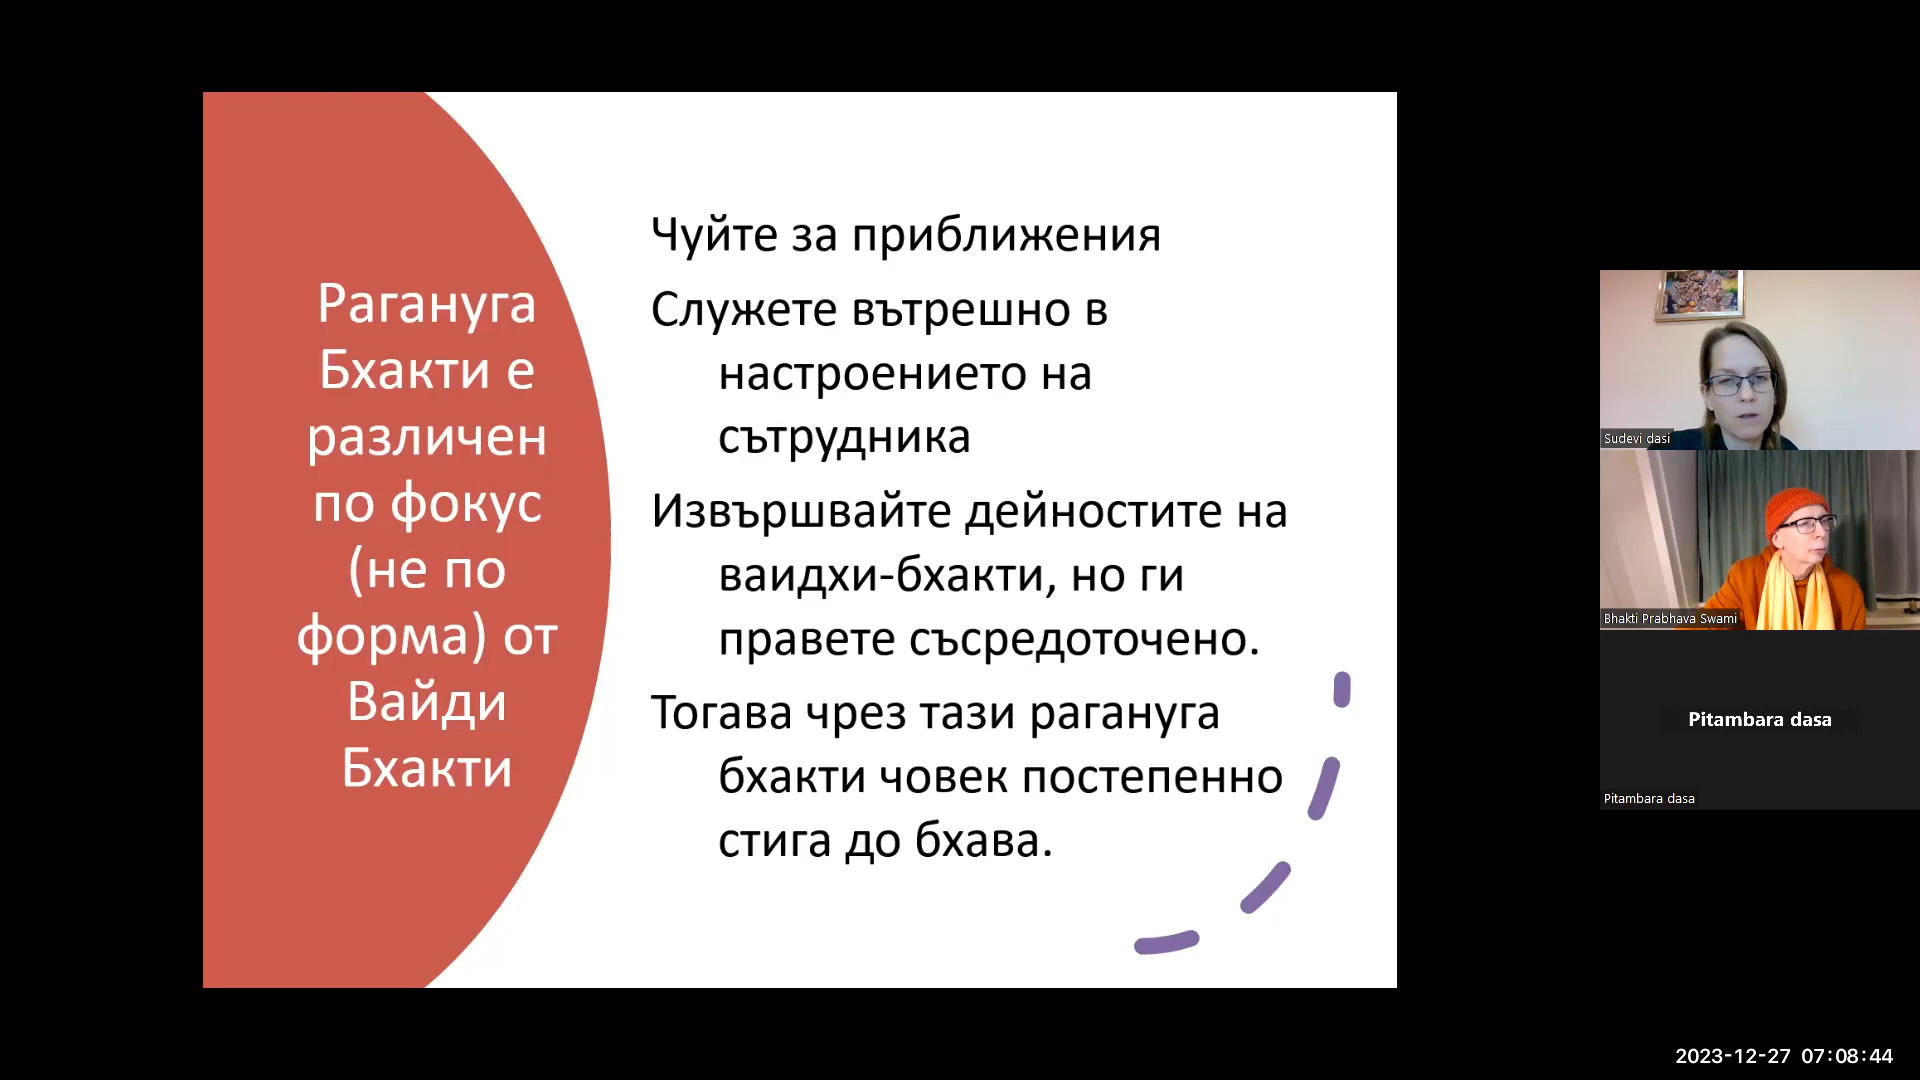 Рагануга
Бхакти е
различен
по фокус
(не по
форма) от
Вайди
Бхакти
Чуйте за приближения
Служете вътрешно в
настроението на
сътрудника
Извършвайте дейностите на
ваидхи-бхакти, но ги
правете съсредоточено.
Тогава чрез тази рагануга
бхакти човек постепенно
стига до бхава.
Sudevi dasi
Bhakti Prabhava Swami
Pitambara dasa
Pitambara dasa
2023-12-27 07:08:44